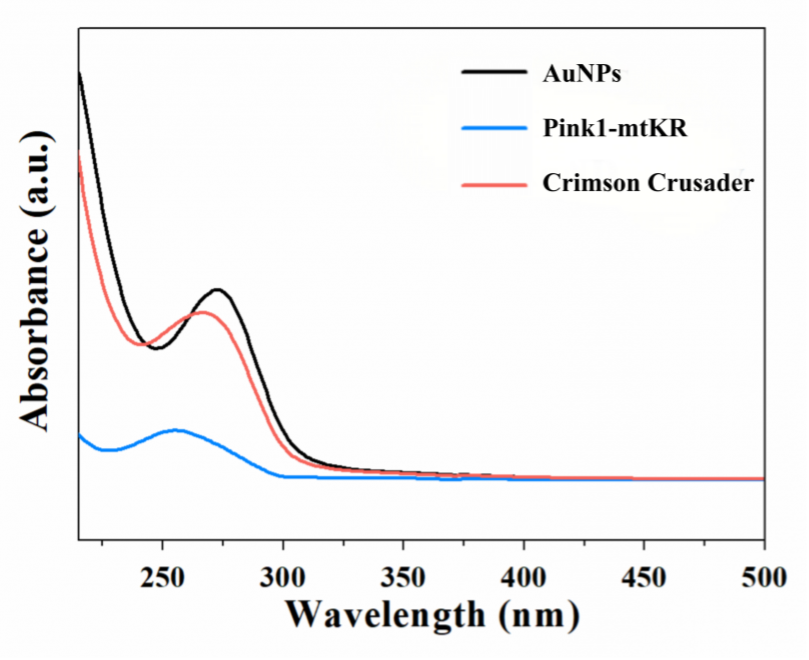 AuNPs
Pink1-mtKR
Crimson Crusader
Absorbance (a.u.)
250 300 350 400 450 500
Wavelength (nm)